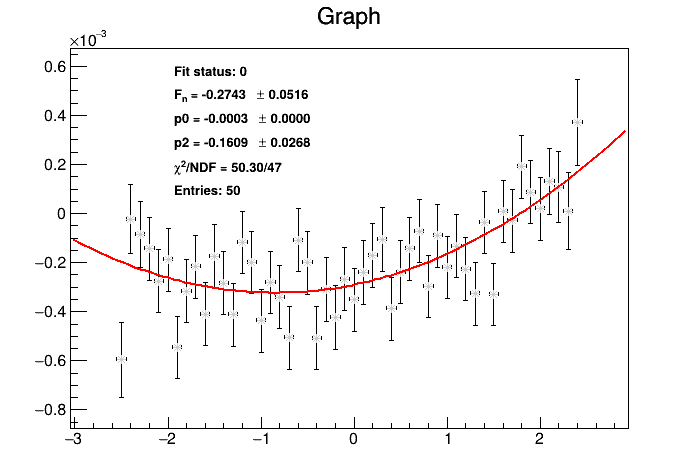 Graph
×10⁻³
Fit status: 0
Fₙ = -0.2743 ± 0.0516
p0 = -0.0003 ± 0.0000
p2 = -0.1609 ± 0.0268
χ²/NDF = 50.30/47
Entries: 50
0.6
0.4
0.2
0
−0.2
−0.4
−0.6
−0.8
−3 −2 −1 0 1 2